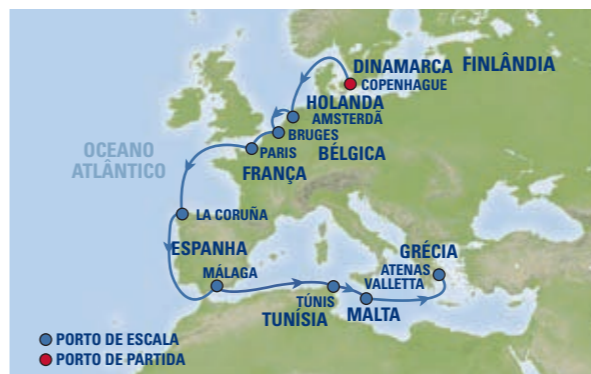 DINAMARCA
FINLÂNDIA
COPENHAGUE
HOLANDA
AMSTERDÃ
BRUGES
OCEANO
ATLÂNTICO
PARIS
BÉLGICA
FRANÇA
LA CORUÑA
ESPANHA
GRÉCIA
MÁLAGA
ATENAS
VALLETTA
TÚNIS
TUNÍSIA
MALTA
PORTO DE ESCALA
PORTO DE PARTIDA